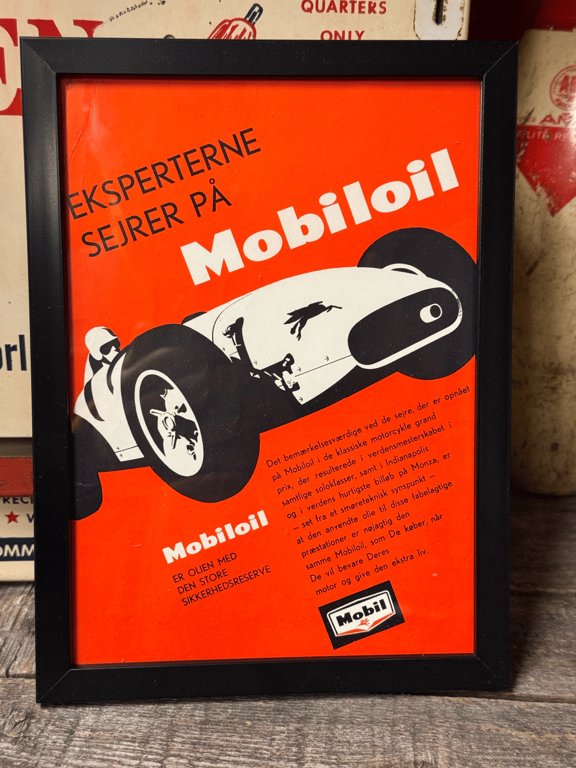 QUARTERS
ONLY
EKSPERTERNE
SEJRER PÅ
Mobiloil
Det bemærkelsesværdige ved de sejre, der er opnået
på Mobiloil i de klassiske motorcykle grand
prix, der resulterede i verdensmesterskabet i
samtlige soloklasser, samt i Indianapolis
og i verdens hurtigste billøb på Monza, er
– set fra et smøreteknisk synspunkt –
at den anvendte olie til disse fabelagtige
præstationer er nøjagtig den
samme Mobiloil, som De køber, når
De vil bevare Deres
motor og give den ekstra liv.
Mobiloil
ER OLIEN MED
DEN STORE
SIKKERHEDSRESERVE
Mobil